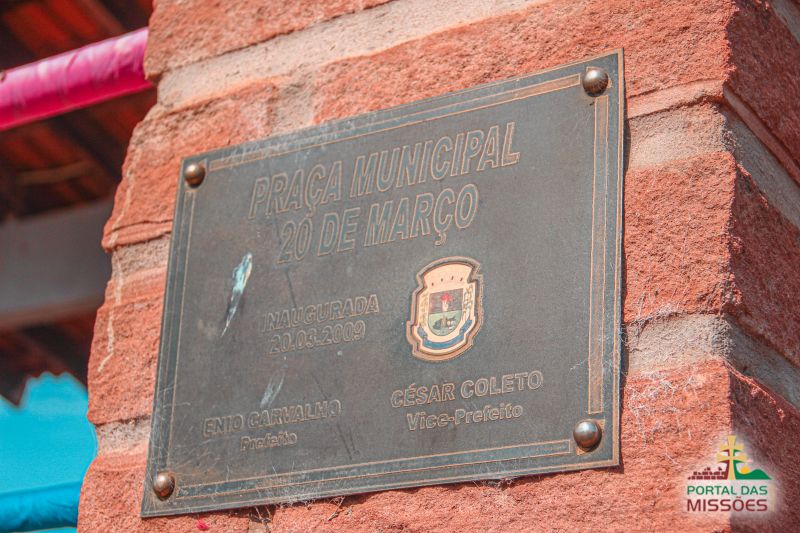 PRAÇA MUNICIPAL
20 DE MARÇO
INAUGURADA
20.03.2009
ENIO CARVALHO
Prefeito
CÉSAR COLETO
Vice-Prefeito
PORTAL DAS
MISSÕES